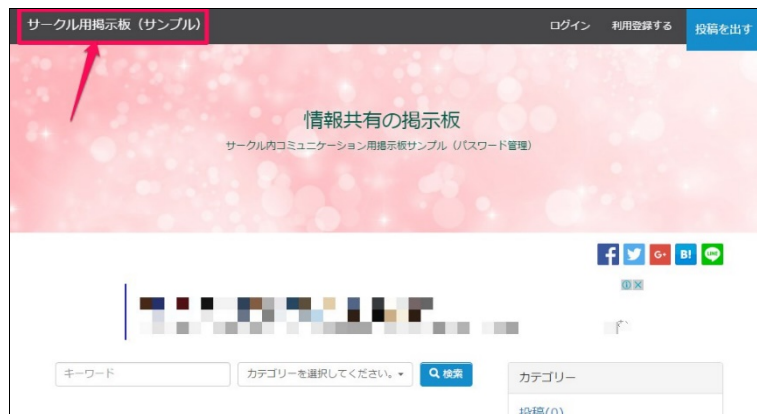 サークル用掲示板（サンプル） ログイン 利用登録する 投稿を出す
情報共有の掲示板
サークル内コミュニケーション用掲示板サンプル（パスワード管理）
f G+ B! LINE
キーワード カテゴリーを選択してください。 検索 カテゴリー
投稿(0)